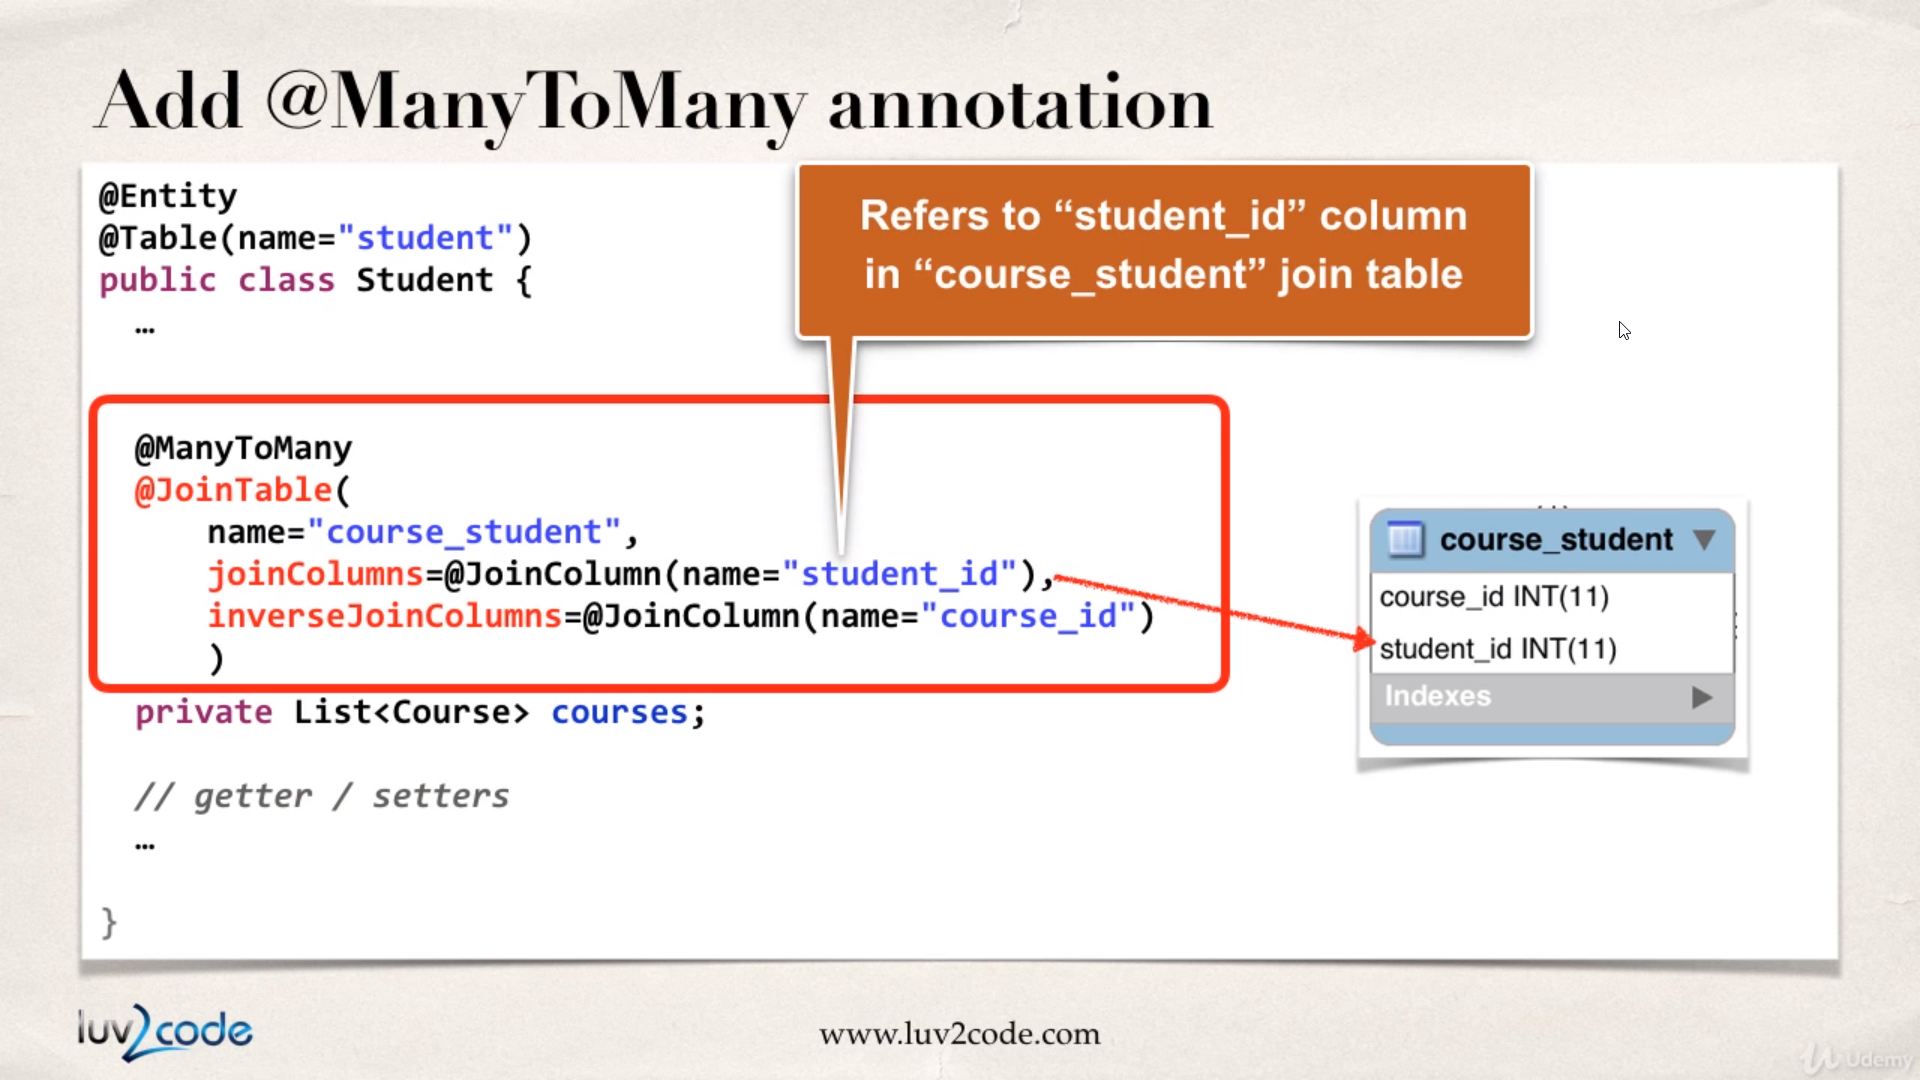 Add @ManyToMany annotation
@Entity
@Table(name="student")
public class Student {
…
Refers to “student_id” column
in “course_student” join table
@ManyToMany
@JoinTable(
name="course_student",
joinColumns=@JoinColumn(name="student_id"),
inverseJoinColumns=@JoinColumn(name="course_id")
)
private List<Course> courses;
// getter / setters
…
}
course_student
course_id INT(11)
student_id INT(11)
Indexes
luv2code
www.luv2code.com
Udemy